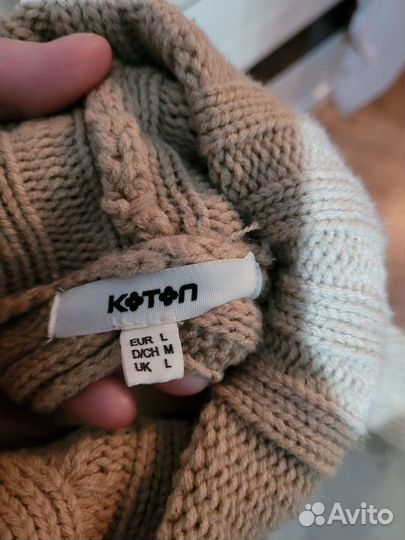 KOTON
EUR L
D/CH M
UK L
Avito